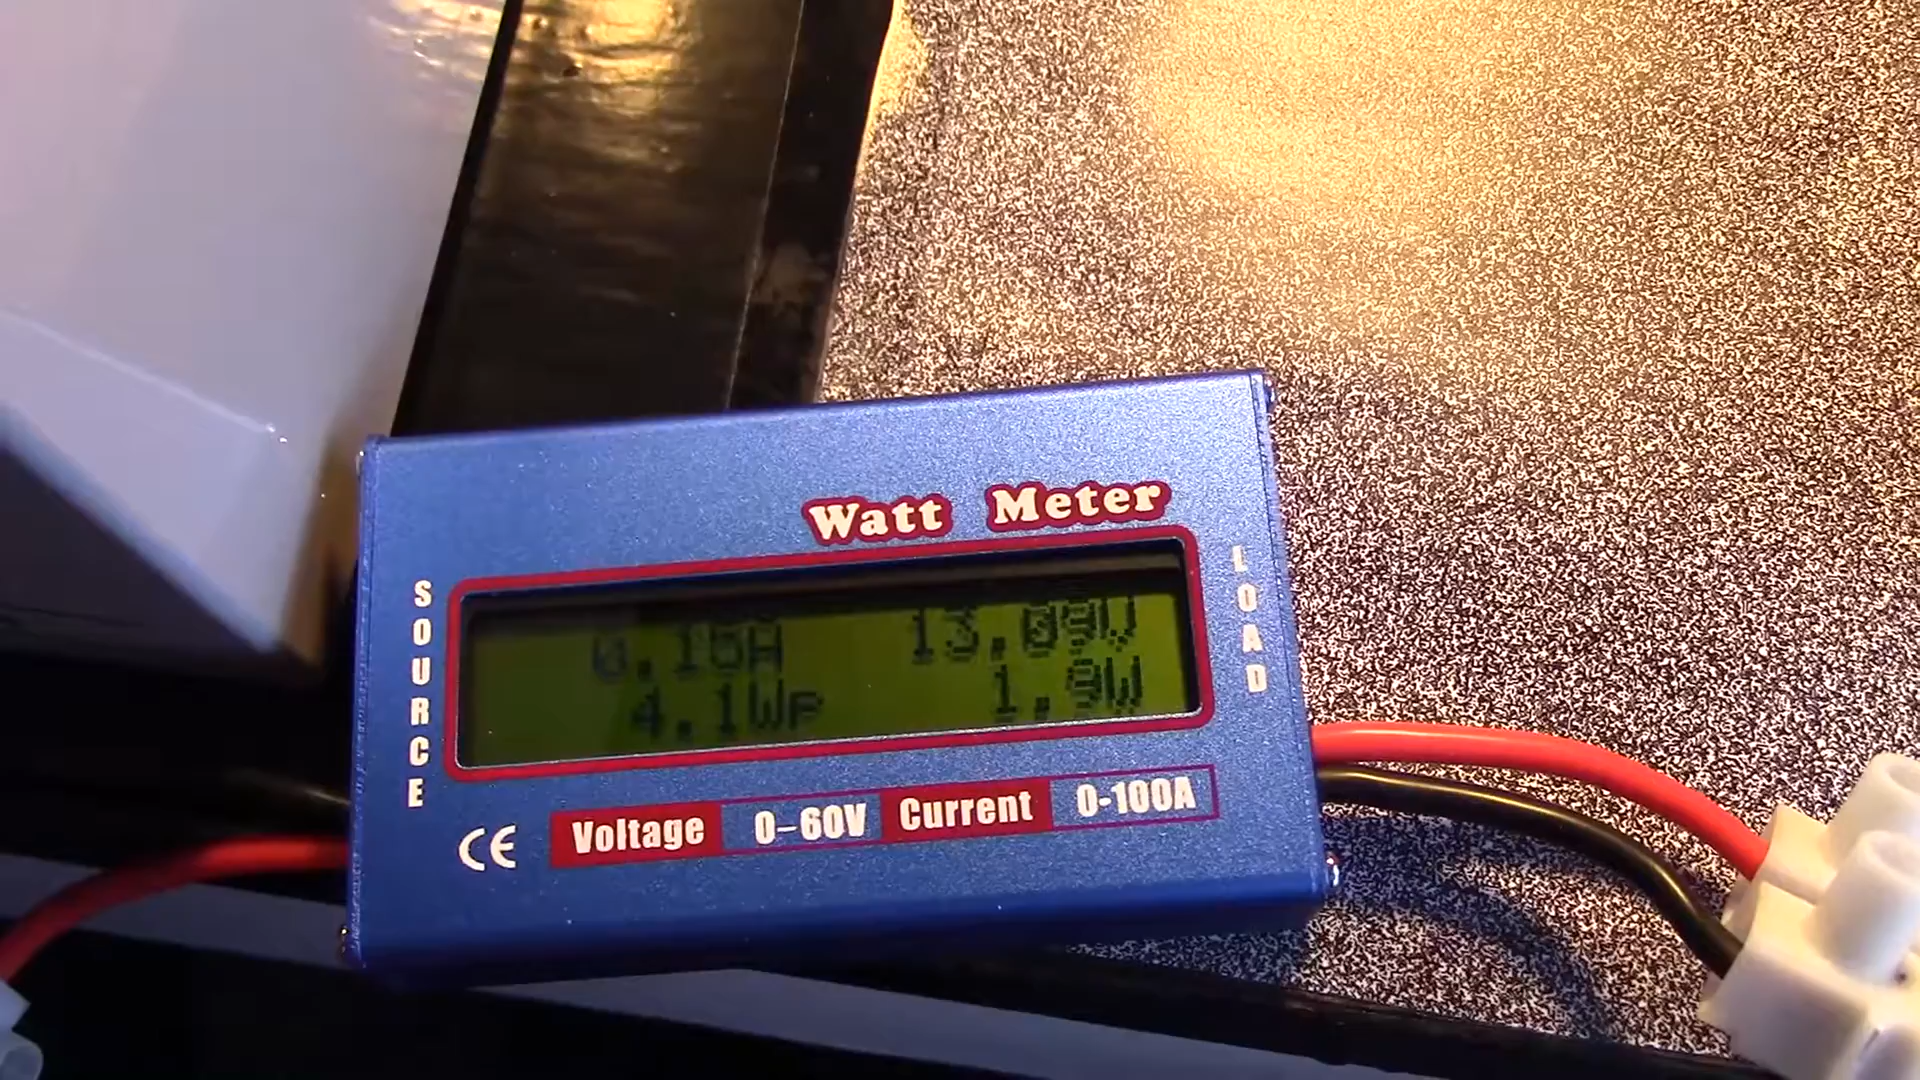 Watt Meter
SOURCE
LOAD
0.15A 13.09V
4.1Wp 1.9W
CE
Voltage 0-60V Current 0-100A